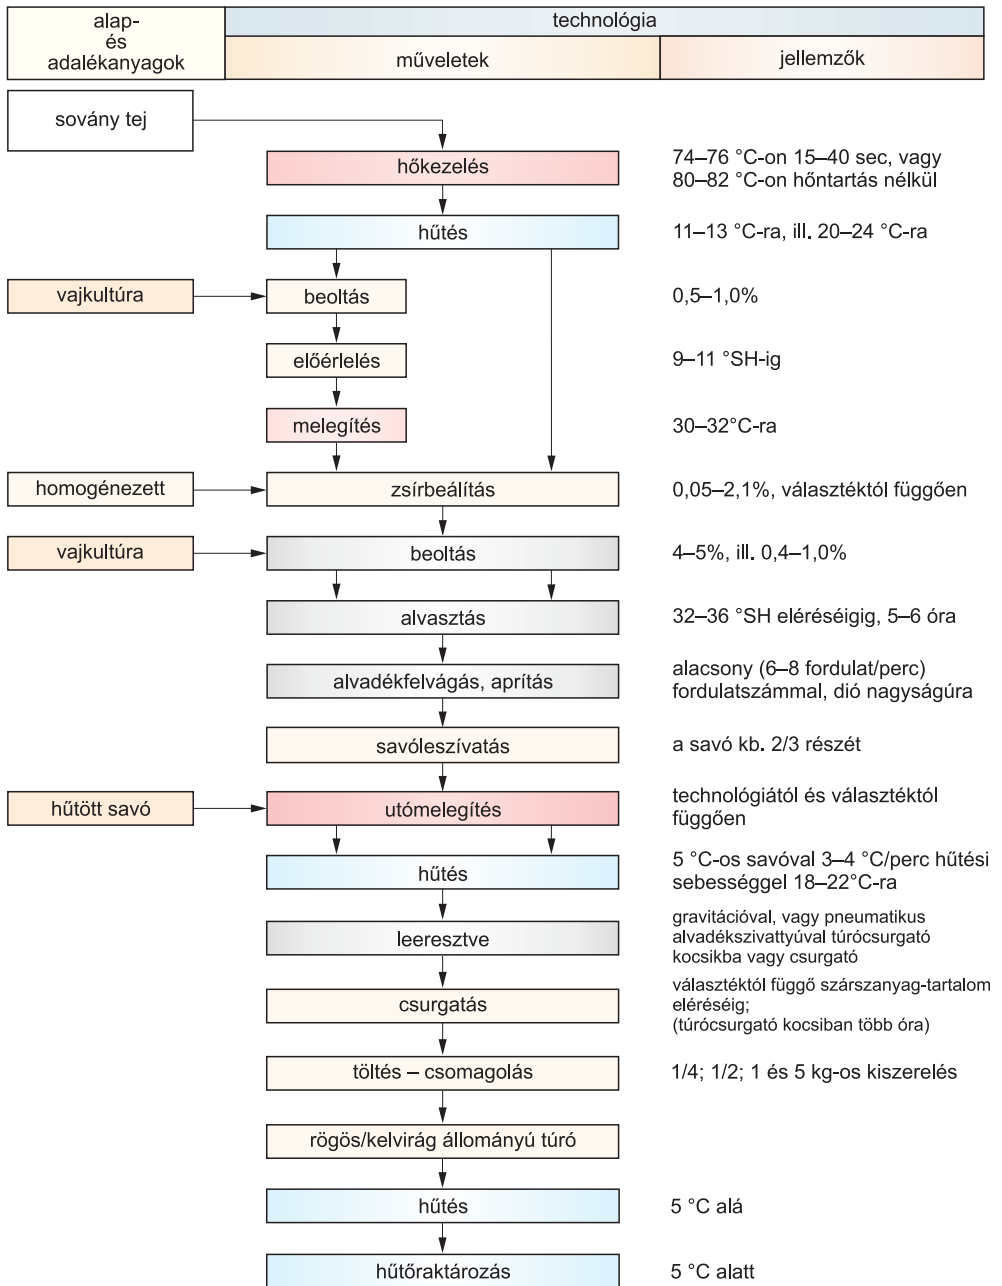 alap-
és
adalékanyagok
technológia
műveletek
jellemzők
sovány tej
hőkezelés
74–76 °C-on 15–40 sec, vagy
80–82 °C-on hőntartás nélkül
hűtés
11–13 °C-ra, ill. 20–24 °C-ra
vajkultúra
beoltás
0,5–1,0%
előérlelés
9–11 °SH-ig
melegítés
30–32°C-ra
homogénezett
zsírbeálítás
0,05–2,1%, választéktól függően
vajkultúra
beoltás
4–5%, ill. 0,4–1,0%
alvasztás
32–36 °SH eléréséigig, 5–6 óra
alvadékfelvágás, aprítás
alacsony (6–8 fordulat/perc)
fordulatszámmal, dió nagyságúra
savóleszívatás
a savó kb. 2/3 részét
hűtött savó
utómelegítés
technológiától és választéktól
függően
hűtés
5 °C-os savóval 3–4 °C/perc hűtési
sebességgel 18–22°C-ra
leeresztve
gravitációval, vagy pneumatikus
alvadékszivattyúval túrócsurgató
kocsikba vagy csurgató
csurgatás
választéktól függő szárszanyag-tartalom
eléréséig;
(túrócsurgató kocsiban több óra)
töltés – csomagolás
1/4; 1/2; 1 és 5 kg-os kiszerelés
rögös/kelvirág állományú túró
hűtés
5 °C alá
hűtőraktározás
5 °C alatt